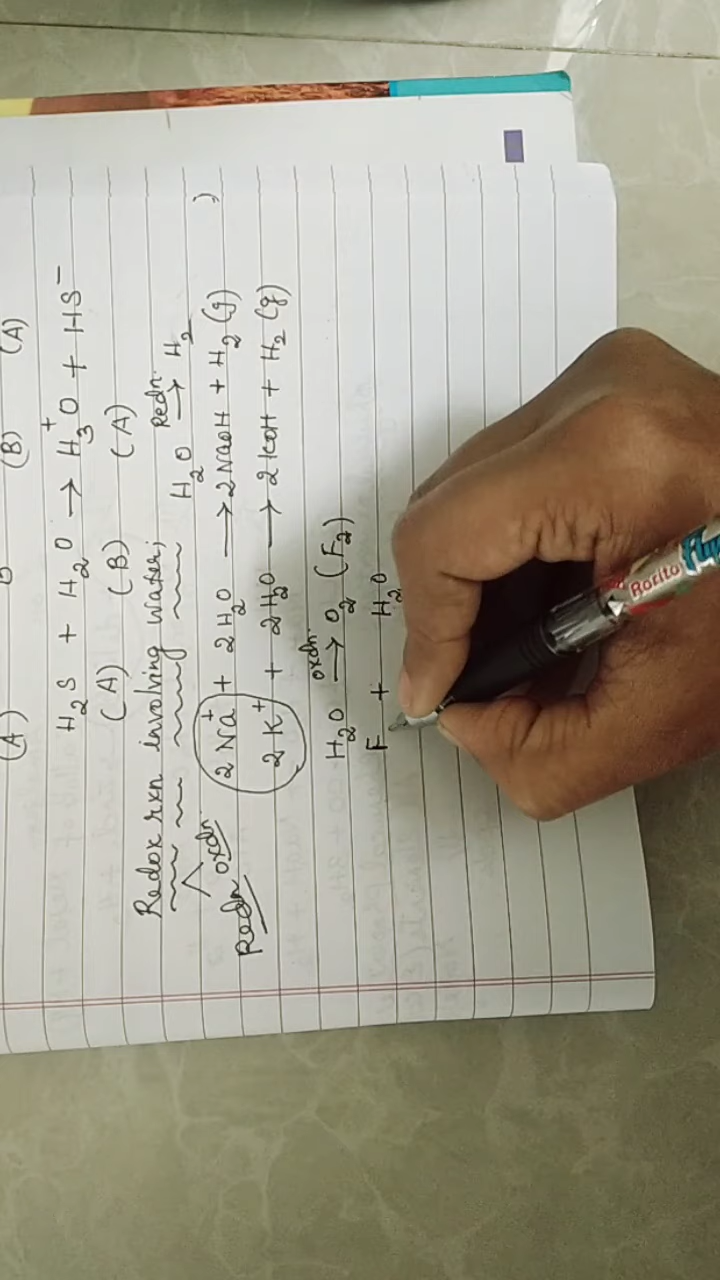 (A) B (B) (A)
H2S + H2O → H3O+ + HS-
(A) (B) (A)
Redox rxn involving water; H2O Redn. → H2
Redn oxdn.
2Na+ + 2H2O → 2NaOH + H2(g)
2K+ + 2H2O → 2KOH + H2(g)
H2O oxdn. → O2 (F2)
F + H2O
Rorito